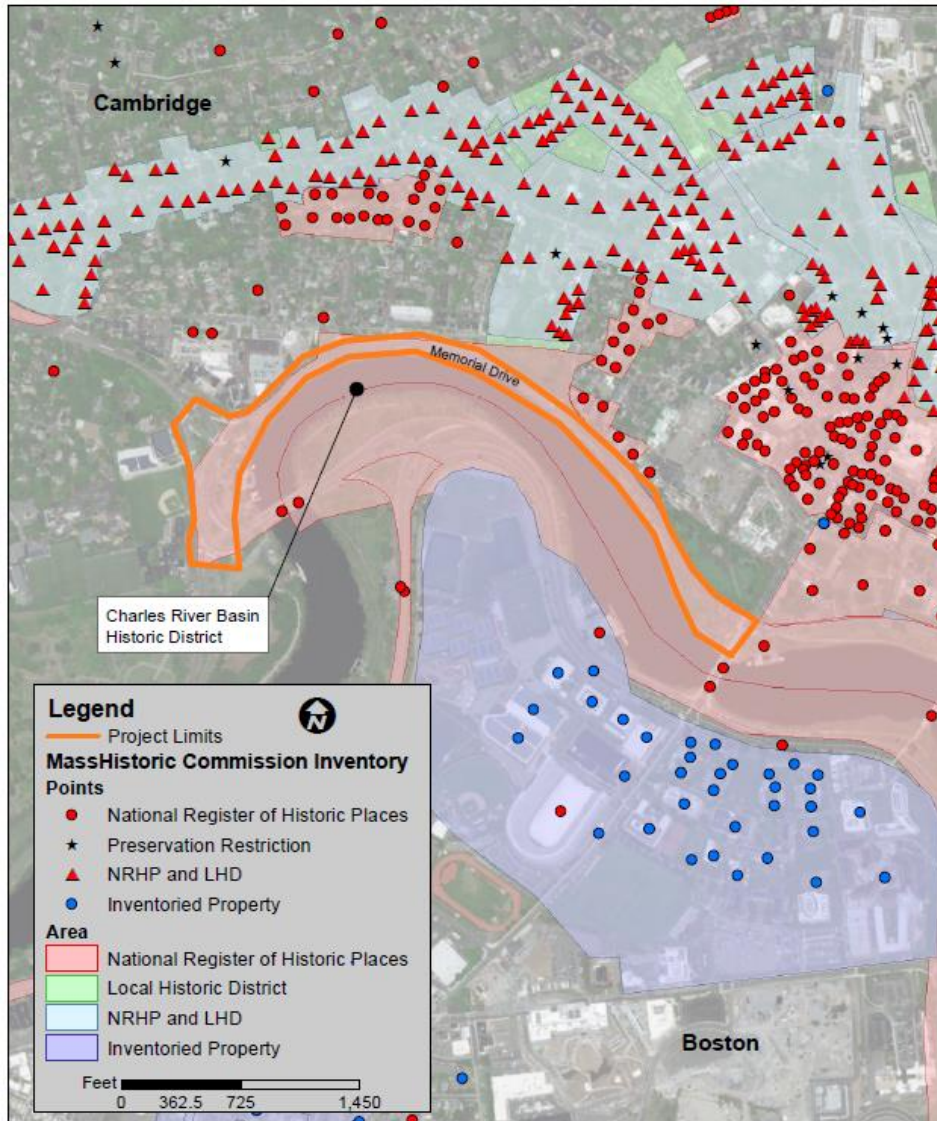 Cambridge
Memorial Drive
Charles River Basin
Historic District
Legend
N
Project Limits
MassHistoric Commission Inventory
Points
National Register of Historic Places
Preservation Restriction
NRHP and LHD
Inventoried Property
Area
National Register of Historic Places
Local Historic District
NRHP and LHD
Inventoried Property
Feet
0 362.5 725 1,450
Boston